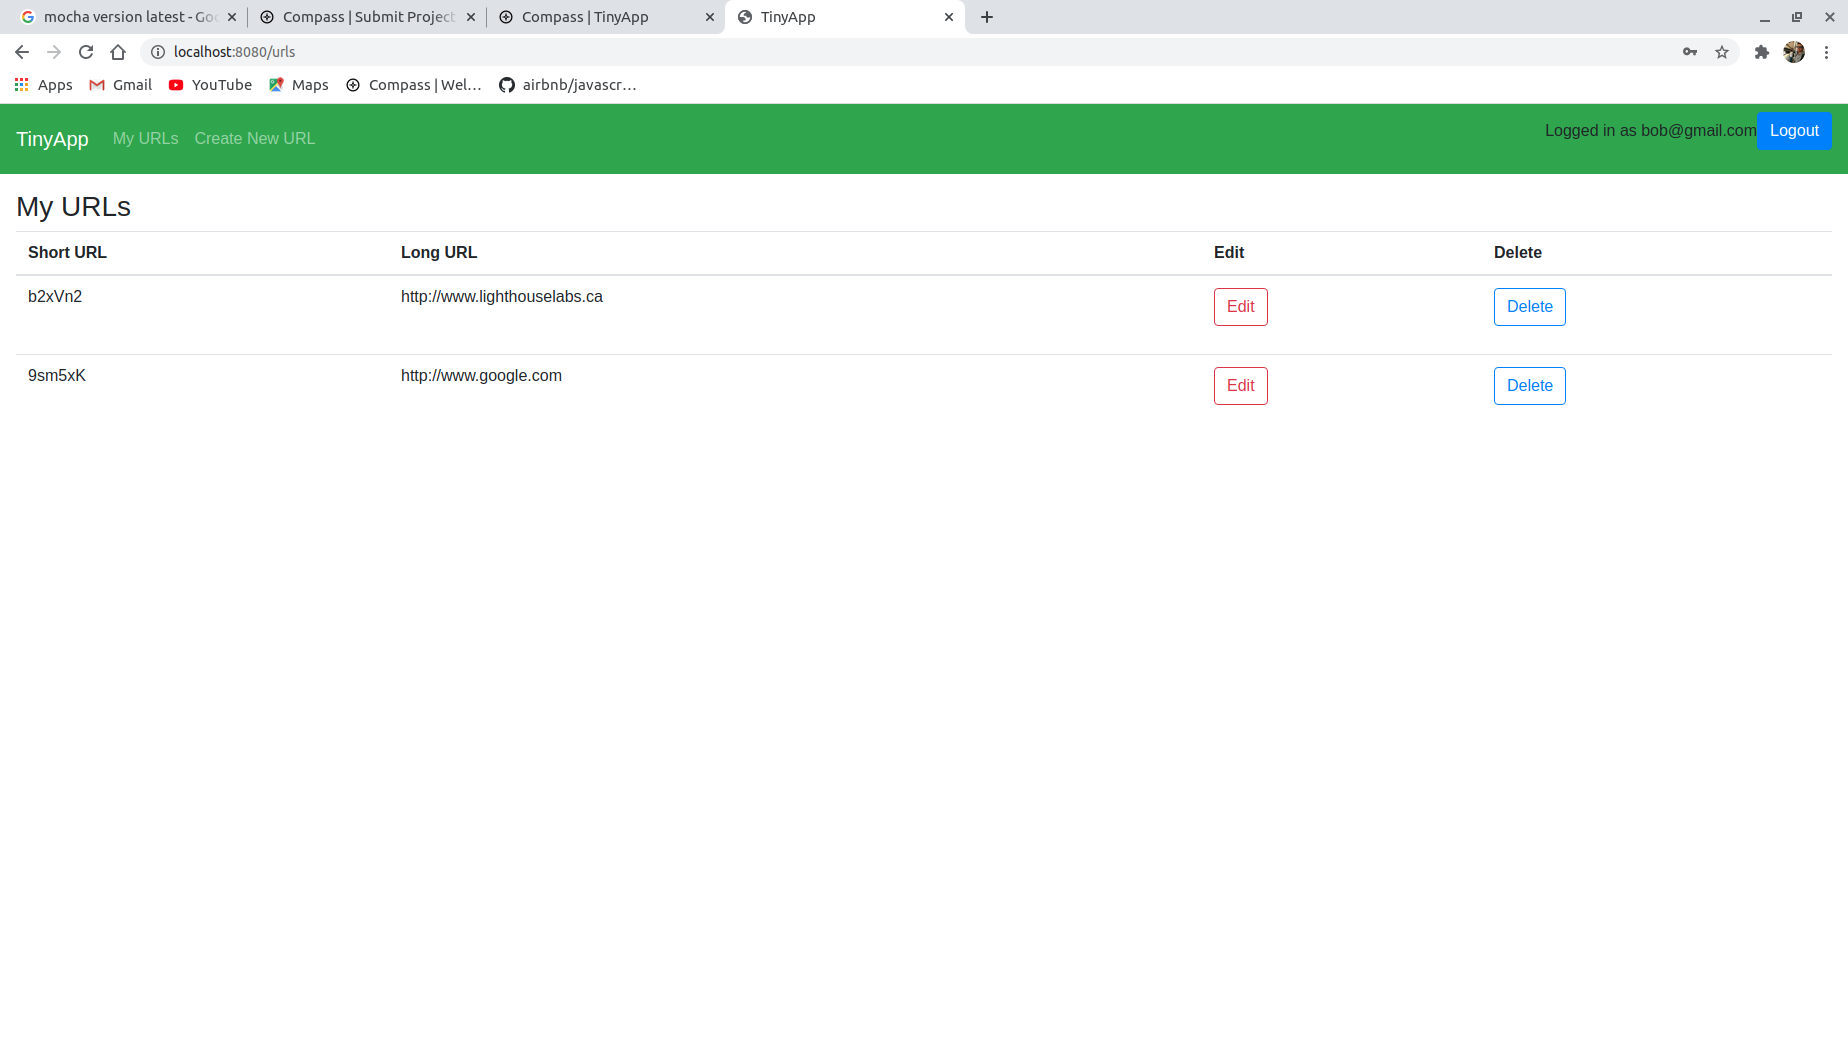 mocha version latest - Goo
Compass | Submit Project
Compass | TinyApp
TinyApp
localhost:8080/urls
Apps Gmail YouTube Maps Compass | Wel... airbnb/javascr...
TinyApp My URLs Create New URL Logged in as bob@gmail.com Logout
My URLs
Short URL Long URL Edit Delete
b2xVn2 http://www.lighthouselabs.ca Edit Delete
9sm5xK http://www.google.com Edit Delete